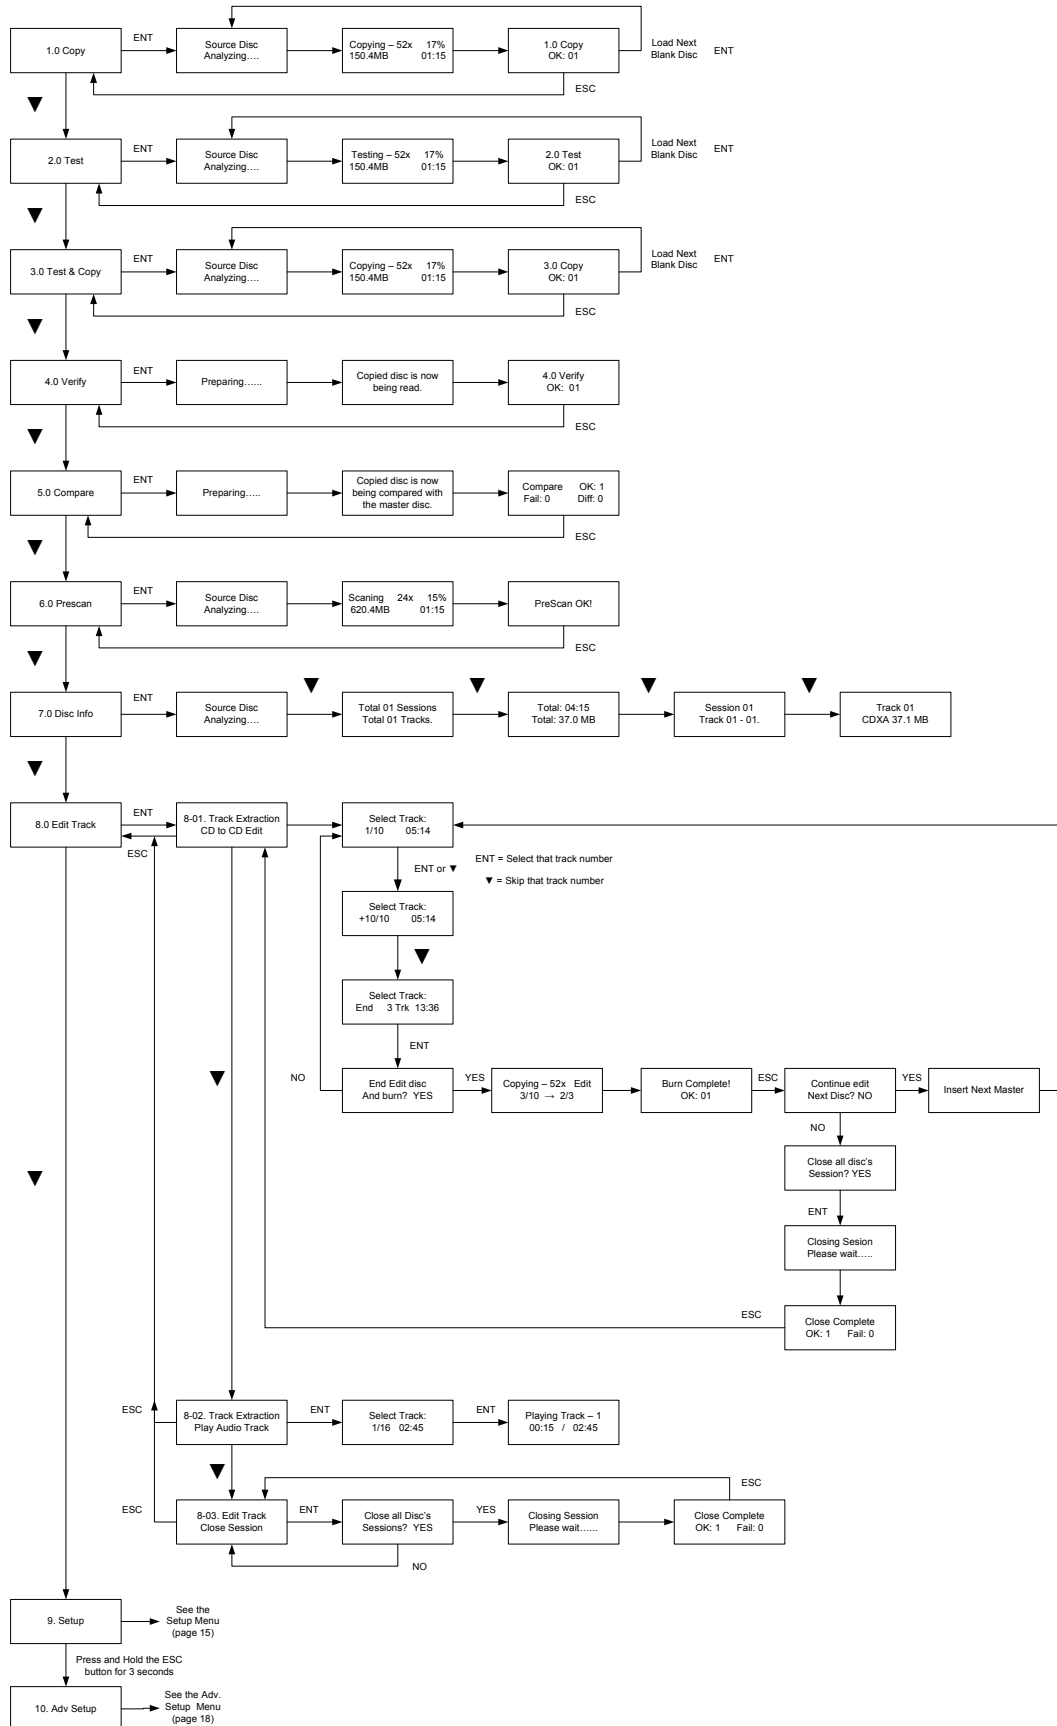 1.0 Copy
ENT
Source Disc
Analyzing….
Copying – 52x 17%
150.4MB 01:15
1.0 Copy
OK: 01
Load Next
Blank Disc
ENT
ESC
▼
2.0 Test
ENT
Source Disc
Analyzing….
Testing – 52x 17%
150.4MB 01:15
2.0 Test
OK: 01
Load Next
Blank Disc
ENT
ESC
▼
3.0 Test & Copy
ENT
Source Disc
Analyzing….
Copying – 52x 17%
150.4MB 01:15
3.0 Copy
OK: 01
Load Next
Blank Disc
ENT
ESC
▼
4.0 Verify
ENT
Preparing…...
Copied disc is now
being read.
4.0 Verify
OK: 01
ESC
▼
5.0 Compare
ENT
Preparing…..
Copied disc is now
being compared with
the master disc.
Compare OK: 1
Fail: 0 Diff: 0
ESC
▼
6.0 Prescan
ENT
Source Disc
Analyzing….
Scaning 24x 15%
620.4MB 01:15
PreScan OK!
ESC
▼
7.0 Disc Info
ENT
Source Disc
Analyzing….
▼
Total 01 Sessions
Total 01 Tracks.
▼
Total: 04:15
Total: 37.0 MB
▼
Session 01
Track 01 - 01.
▼
Track 01
CDXA 37.1 MB
▼
8.0 Edit Track
ENT
ESC
8-01. Track Extraction
CD to CD Edit
Select Track:
1/10 05:14
ENT or ▼
ENT = Select that track number
▼ = Skip that track number
Select Track:
+10/10 05:14
▼
Select Track:
End 3 Trk 13:36
ENT
NO
End Edit disc
And burn? YES
YES
Copying – 52x Edit
3/10 → 2/3
Burn Complete!
OK: 01
ESC
Continue edit
Next Disc? NO
YES
Insert Next Master
NO
Close all disc's
Session? YES
ENT
Closing Sesion
Please wait…..
Close Complete
OK: 1 Fail: 0
ESC
▼
▼
ESC
8-02. Track Extraction
Play Audio Track
ENT
Select Track:
1/16 02:45
ENT
Playing Track – 1
00:15 / 02:45
▼
ESC
8-03. Edit Track
Close Session
ENT
Close all Disc's
Sessions? YES
YES
Closing Session
Please wait…...
Close Complete
OK: 1 Fail: 0
ESC
NO
9. Setup
See the
Setup Menu
(page 15)
Press and Hold the ESC
button for 3 seconds
10. Adv Setup
See the Adv.
Setup Menu
(page 18)